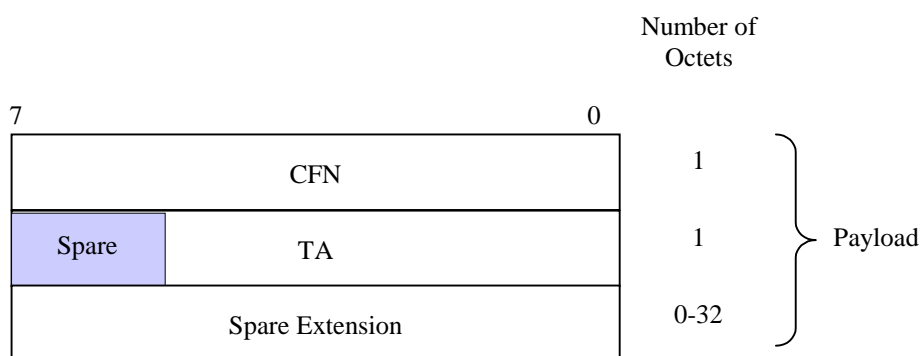 Number of
Octets
7 0
CFN 1
Spare TA 1 Payload
Spare Extension 0-32